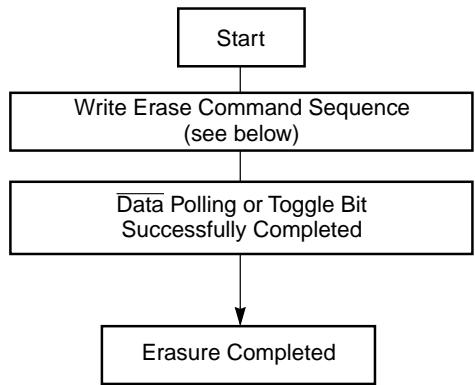 Start
Write Erase Command Sequence
(see below)
Data Polling or Toggle Bit
Successfully Completed
Erasure Completed